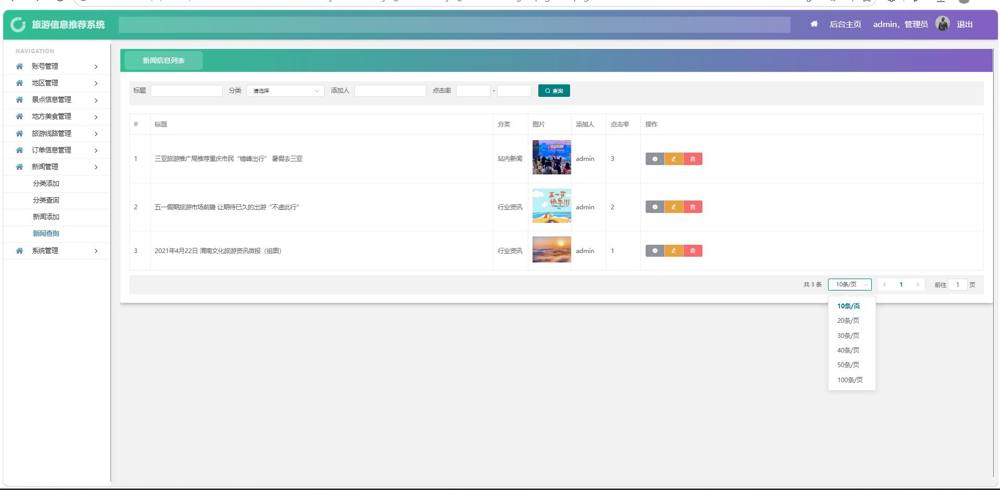 旅游信息推荐系统
后台主页 admin，管理员 退出
NAVIGATION
账号管理
地区管理
景点信息管理
地方美食管理
旅游线路管理
订单信息管理
新闻管理
分类添加
分类查询
新闻添加
新闻查询
系统管理
新闻信息列表
标题 分类 请选择 添加人 点击率 - 查询
# 标题 分类 图片 添加人 点击率 操作
1 三亚旅游推广局推荐重庆市民“错峰出行” 暑假去三亚 站内新闻 admin 3
2 五一假期旅游市场前瞻 让期待已久的出游“不虚此行” 行业资讯 五一节 快乐!!! admin 2
3 2021年4月22日 渭南文化旅游资讯微报（组图） 行业资讯 admin 1
共 3 条 10条/页 1 前往 1 页
10条/页
20条/页
30条/页
40条/页
50条/页
100条/页